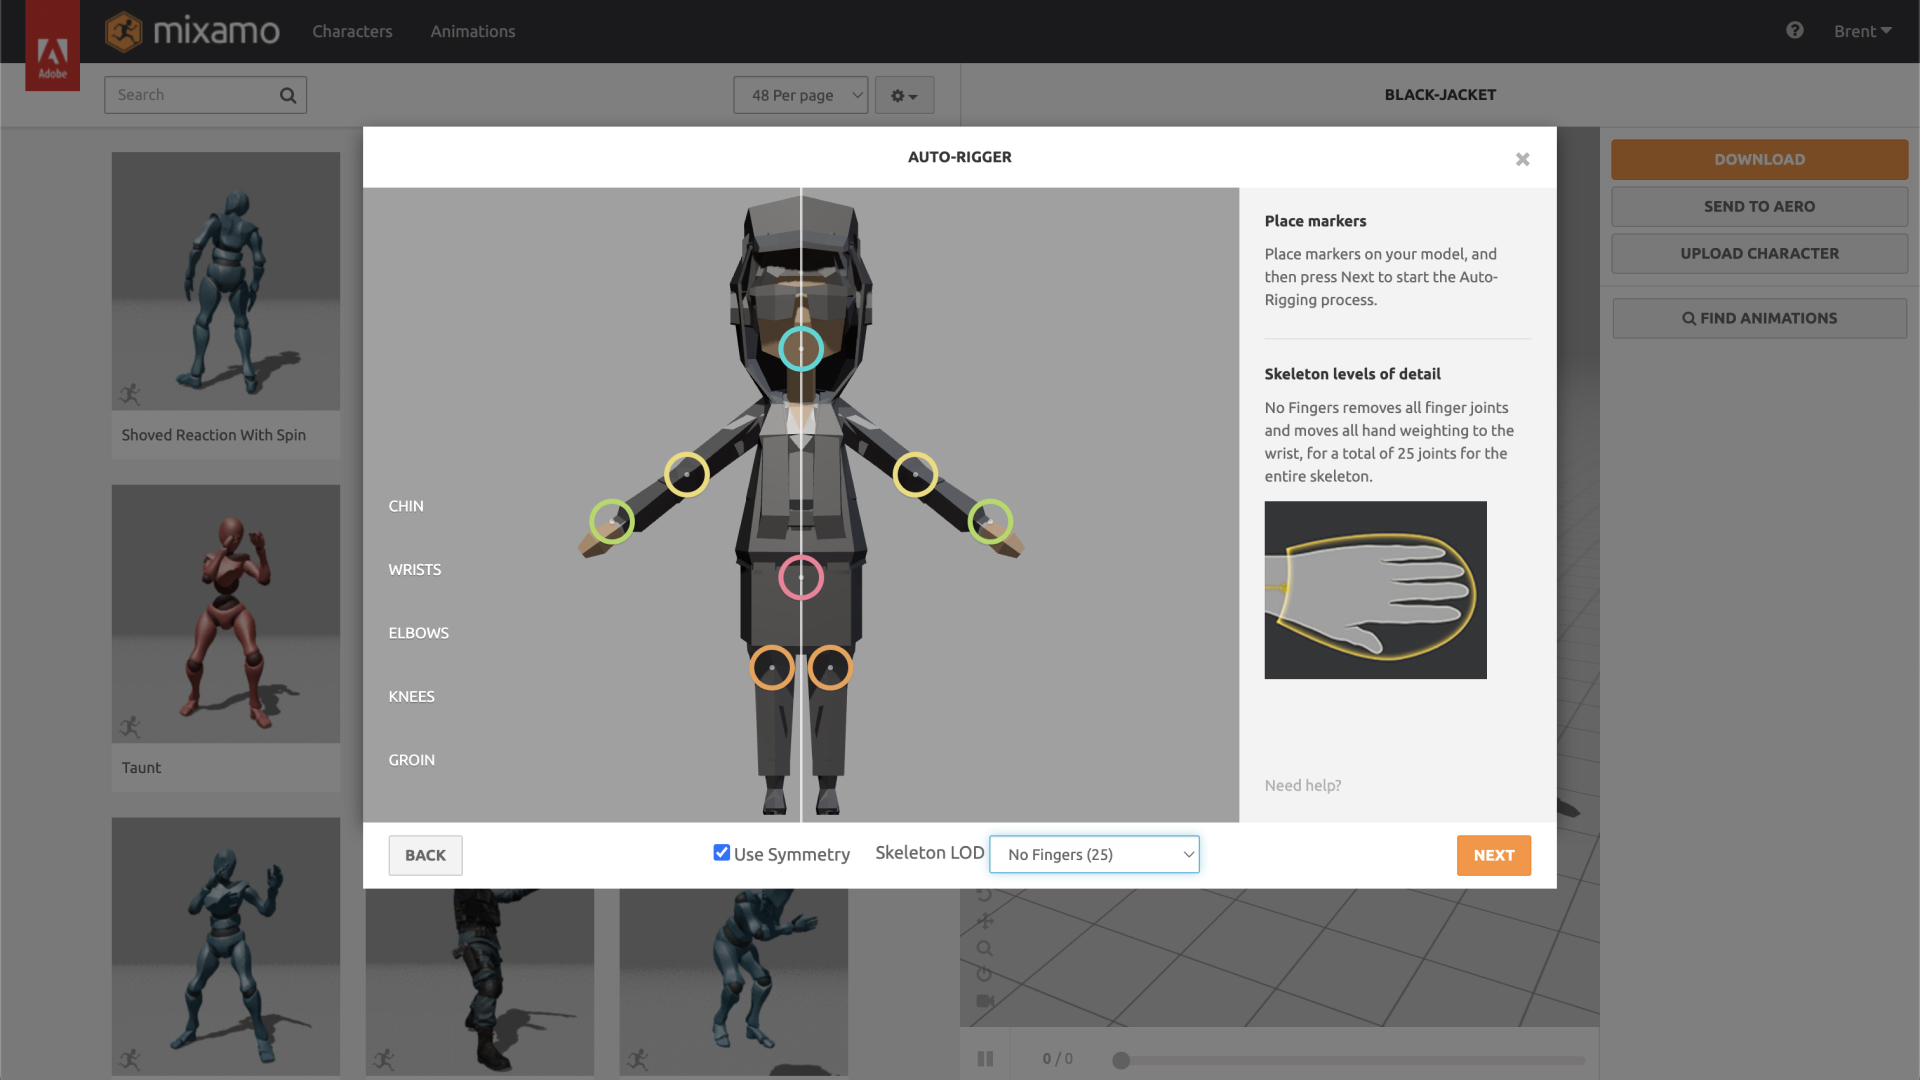 Adobe
mixamo
Characters
Animations
Brent
Search
48 Per page
BLACK-JACKET
AUTO-RIGGER
DOWNLOAD
SEND TO AERO
UPLOAD CHARACTER
FIND ANIMATIONS
Shoved Reaction With Spin
Taunt
CHIN
WRISTS
ELBOWS
KNEES
GROIN
Place markers
Place markers on your model, and
then press Next to start the Auto-
Rigging process.
Skeleton levels of detail
No Fingers removes all finger joints
and moves all hand weighting to the
wrist, for a total of 25 joints for the
entire skeleton.
Need help?
BACK
Use Symmetry
Skeleton LOD
No Fingers (25)
NEXT
0 / 0